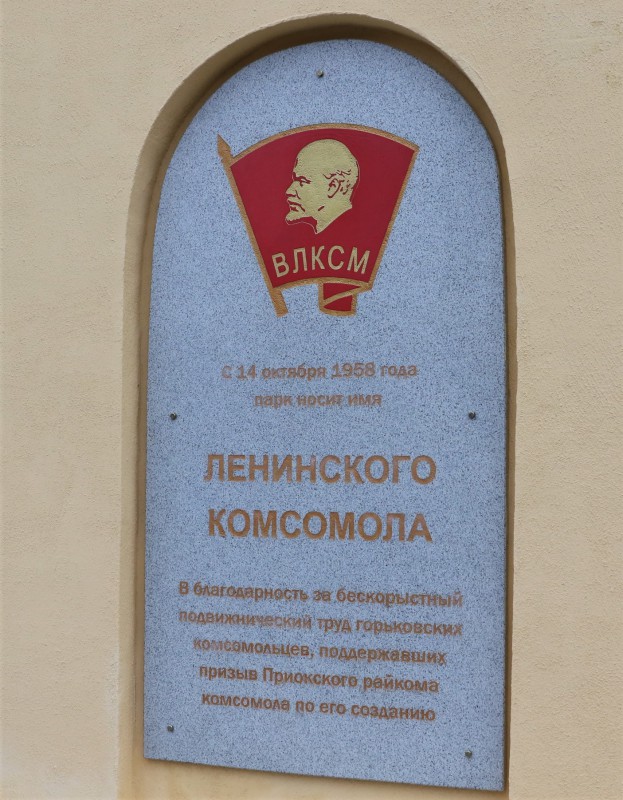 ВЛКСМ
С 14 октября 1958 года
парк носит имя
ЛЕНИНСКОГО
КОМСОМОЛА
В благодарность за бескорыстный
подвижнический труд горьковских
комсомольцев, поддержавших
призыв Приокского райкома
комсомола по его созданию